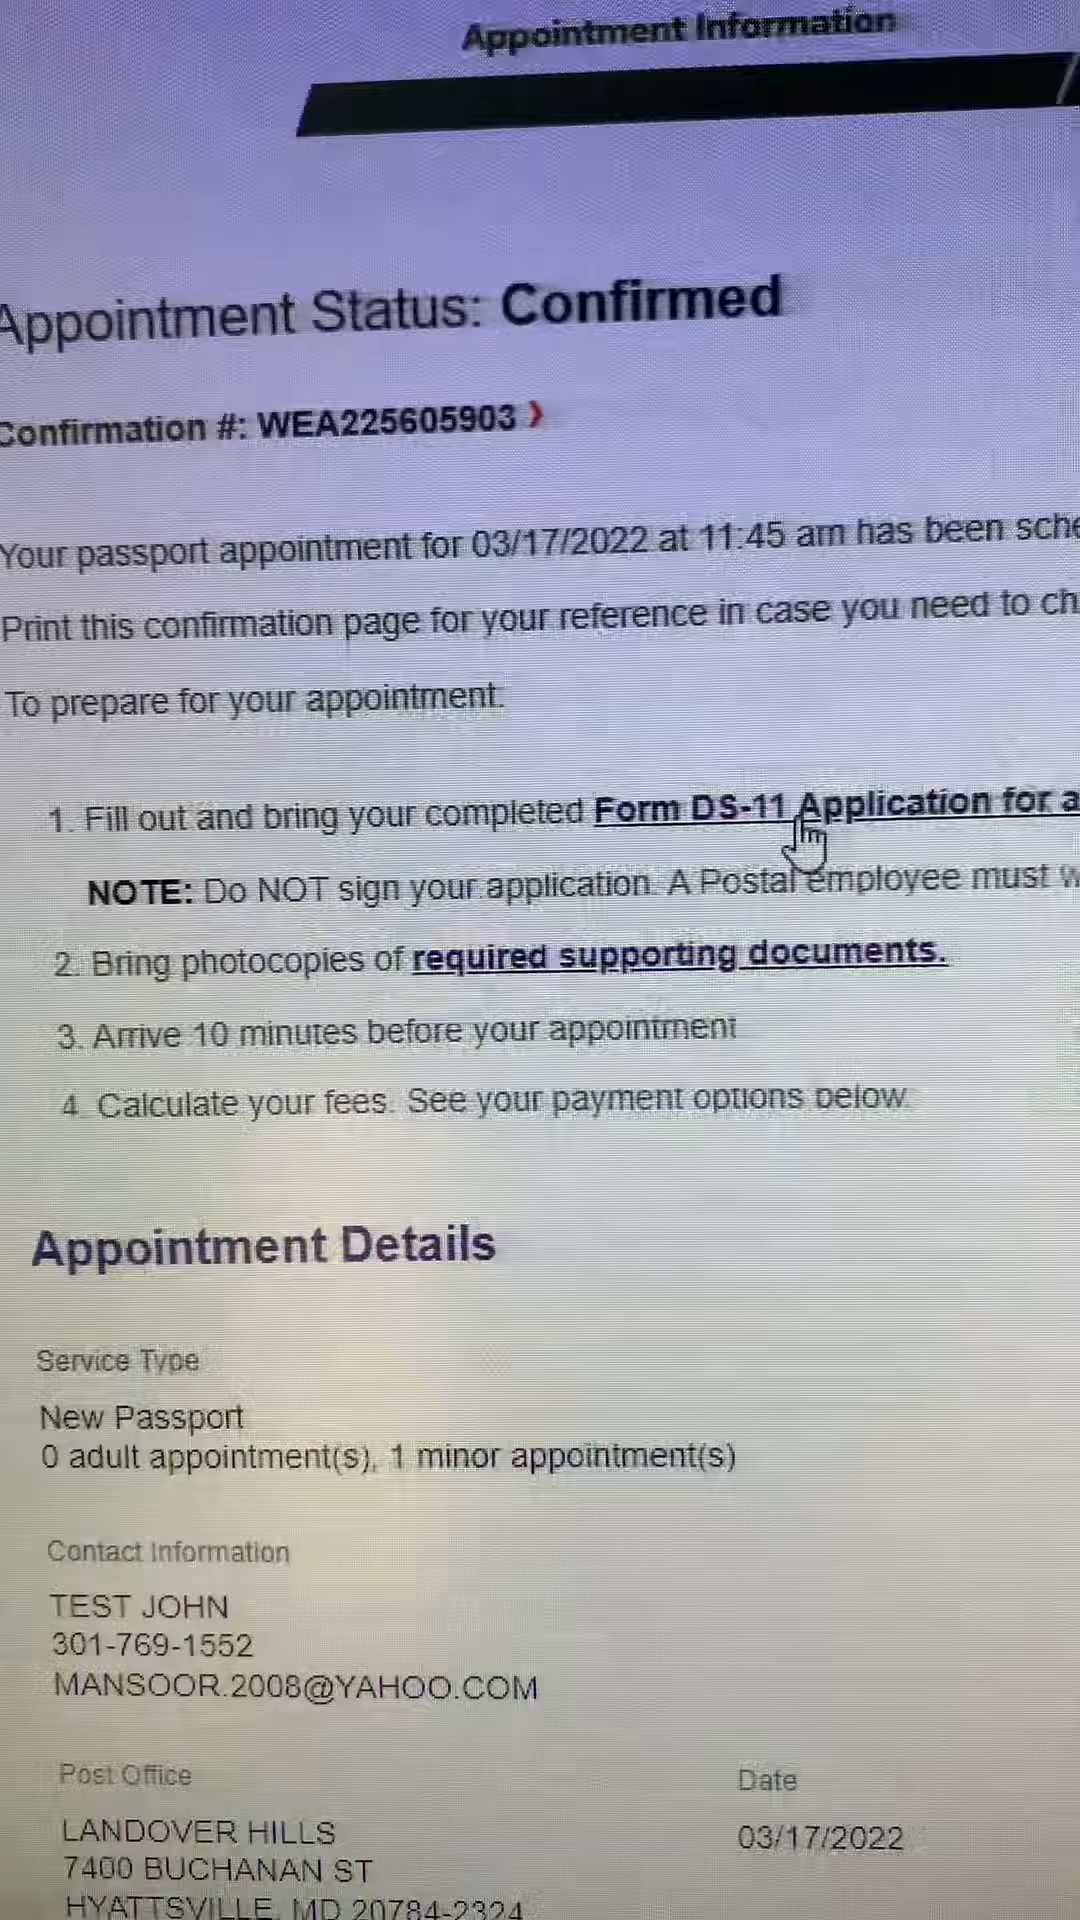 Appointment Information
Appointment Status: Confirmed
Confirmation #: WEA225605903 ❯
Your passport appointment for 03/17/2022 at 11:45 am has been sche
Print this confirmation page for your reference in case you need to ch
To prepare for your appointment:
1. Fill out and bring your completed Form DS-11 Application for a
NOTE: Do NOT sign your application. A Postal employee must w
2. Bring photocopies of required supporting documents.
3. Arrive 10 minutes before your appointment
4. Calculate your fees. See your payment options below.
Appointment Details
Service Type
New Passport
0 adult appointment(s), 1 minor appointment(s)
Contact Information
TEST JOHN
301-769-1552
MANSOOR.2008@YAHOO.COM
Post Office
Date
LANDOVER HILLS
03/17/2022
7400 BUCHANAN ST
HYATTSVILLE, MD 20784-2324